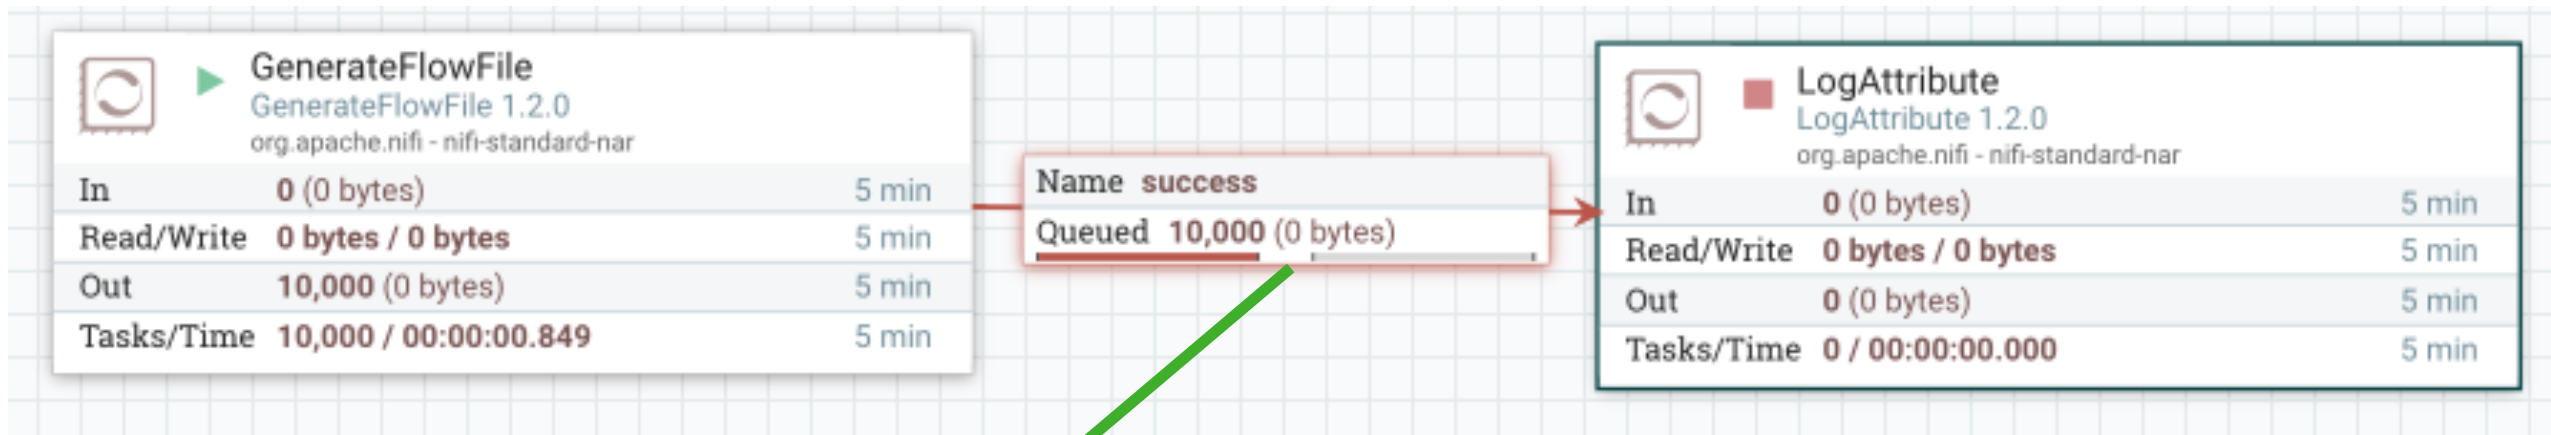 GenerateFlowFile
GenerateFlowFile 1.2.0
org.apache.nifi - nifi-standard-nar
In 0 (0 bytes) 5 min
Read/Write 0 bytes / 0 bytes 5 min
Out 10,000 (0 bytes) 5 min
Tasks/Time 10,000 / 00:00:00.849 5 min
Name success
Queued 10,000 (0 bytes)
LogAttribute
LogAttribute 1.2.0
org.apache.nifi - nifi-standard-nar
In 0 (0 bytes) 5 min
Read/Write 0 bytes / 0 bytes 5 min
Out 0 (0 bytes) 5 min
Tasks/Time 0 / 00:00:00.000 5 min